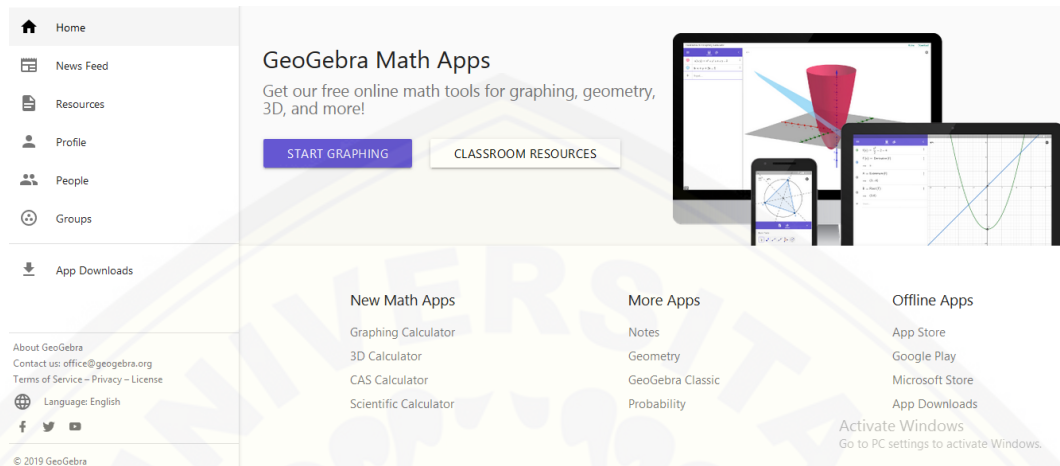 Home
News Feed
Resources
Profile
People
Groups
App Downloads
About GeoGebra
Contact us: office@geogebra.org
Terms of Service – Privacy – License
Language: English
© 2019 GeoGebra
GeoGebra Math Apps
Get our free online math tools for graphing, geometry,
3D, and more!
START GRAPHING
CLASSROOM RESOURCES
New Math Apps
Graphing Calculator
3D Calculator
CAS Calculator
Scientific Calculator
More Apps
Notes
Geometry
GeoGebra Classic
Probability
Offline Apps
App Store
Google Play
Microsoft Store
App Downloads
Activate Windows
Go to PC settings to activate Windows.
UNIVERSITA